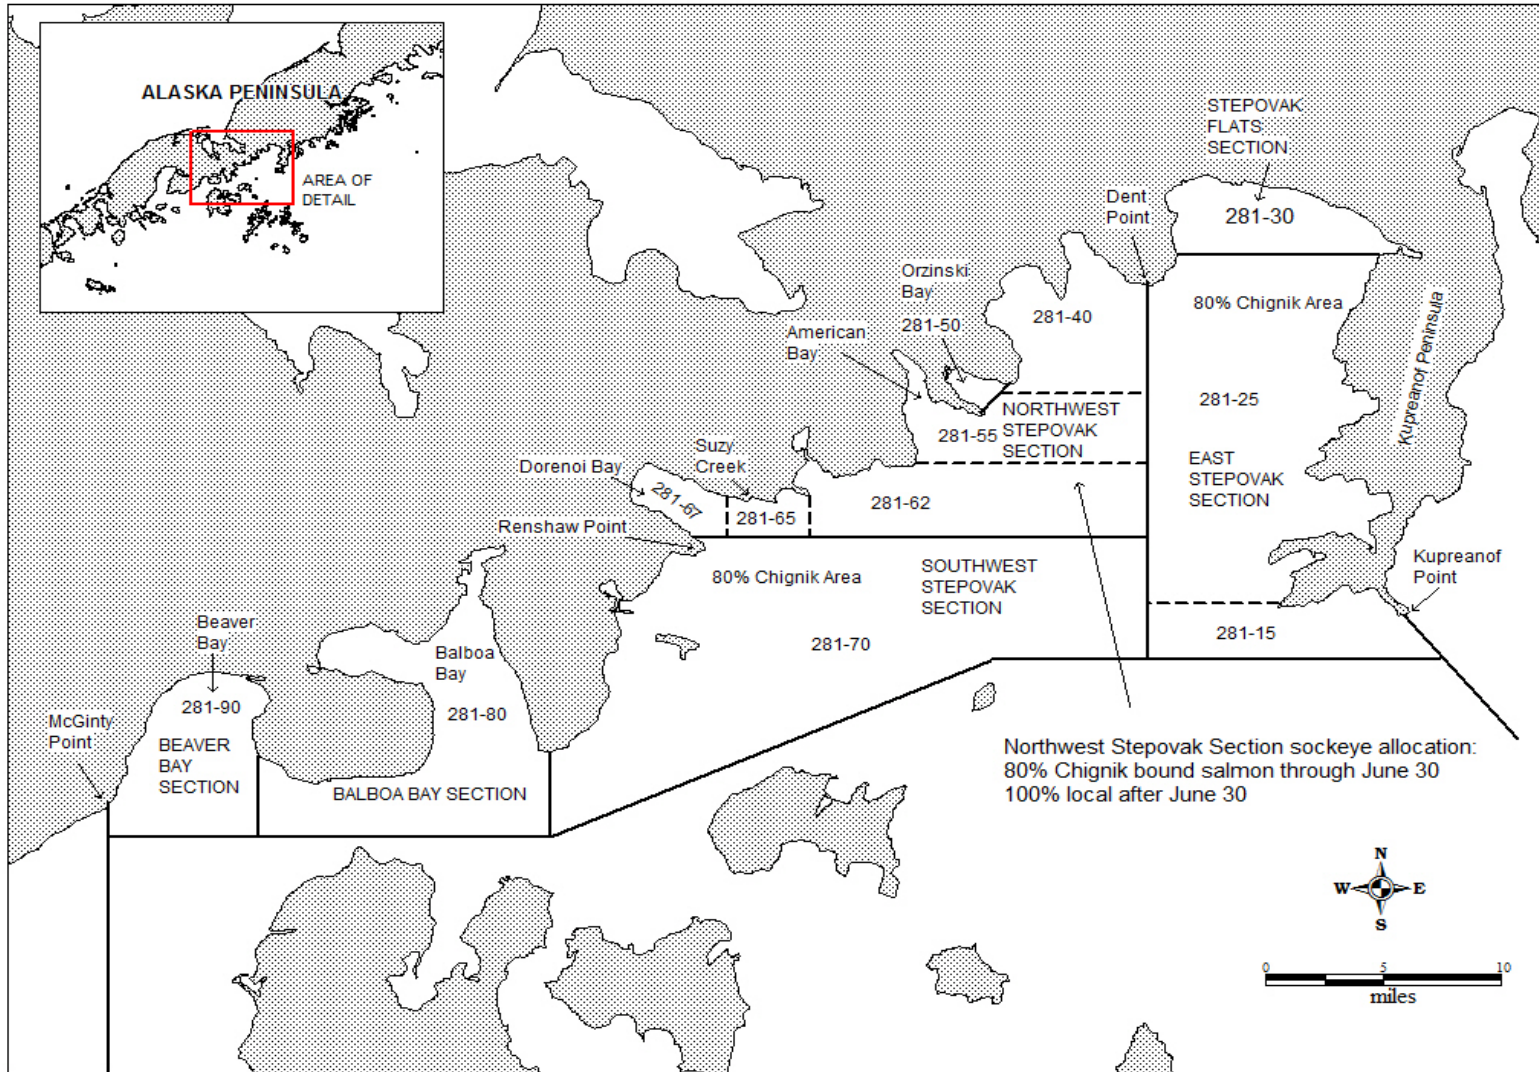 ALASKA PENINSULA
AREA OF
DETAIL
STEPOVAK
FLATS
SECTION
281-30
Dent
Point
Orzinski
Bay
281-50
281-40
80% Chignik Area
American
Bay
Kupreanof Peninsula
281-25
NORTHWEST
STEPOVAK
SECTION
281-55
Suzy
Creek
Dorenoi Bay
EAST
STEPOVAK
SECTION
281-67
281-65
281-62
Renshaw Point
80% Chignik Area
SOUTHWEST
STEPOVAK
SECTION
Kupreanof
Point
281-15
281-70
Beaver
Bay
Balboa
Bay
281-90
281-80
McGinty
Point
BEAVER
BAY
SECTION
BALBOA BAY SECTION
Northwest Stepovak Section sockeye allocation:
80% Chignik bound salmon through June 30
100% local after June 30
N
W E
S
0 5 10
miles